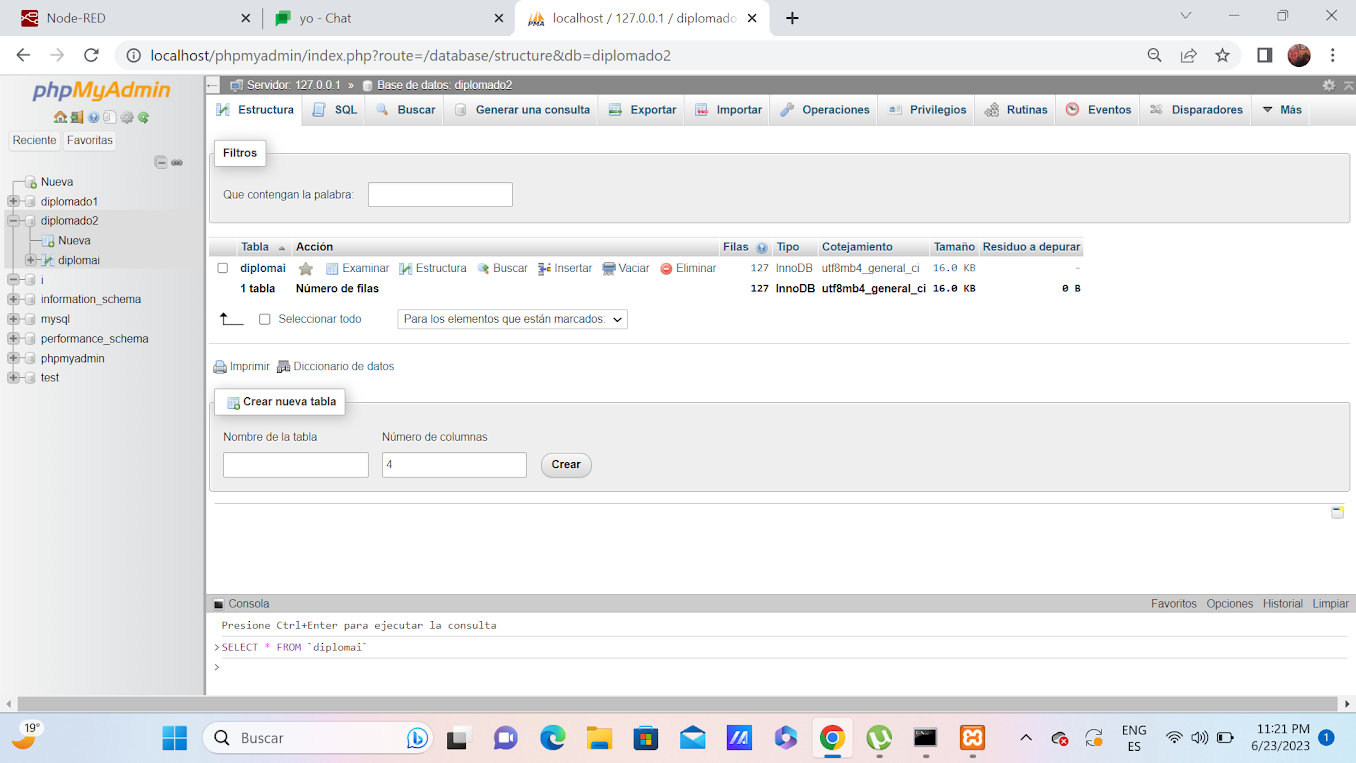 Node-RED
yo - Chat
localhost / 127.0.0.1 / diplomado
localhost/phpmyadmin/index.php?route=/database/structure&db=diplomado2
phpMyAdmin
Reciente Favoritas
Nueva
diplomado1
diplomado2
Nueva
diplomai
i
information_schema
mysql
performance_schema
phpmyadmin
test
Servidor: 127.0.0.1 » Base de datos: diplomado2
Estructura SQL Buscar Generar una consulta Exportar Importar Operaciones Privilegios Rutinas Eventos Disparadores Más
Filtros
Que contengan la palabra:
Tabla Acción Filas Tipo Cotejamiento Tamaño Residuo a depurar
diplomai Examinar Estructura Buscar Insertar Vaciar Eliminar 127 InnoDB utf8mb4_general_ci 16.0 KB -
1 tabla Número de filas 127 InnoDB utf8mb4_general_ci 16.0 KB 0 B
Seleccionar todo Para los elementos que están marcados:
Imprimir Diccionario de datos
Crear nueva tabla
Nombre de la tabla Número de columnas
4 Crear
Consola Favoritos Opciones Historial Limpiar
Presione Ctrl+Enter para ejecutar la consulta
>SELECT * FROM `diplomai`
>
19°
Buscar
ENG
ES
11:21 PM
6/23/2023
1